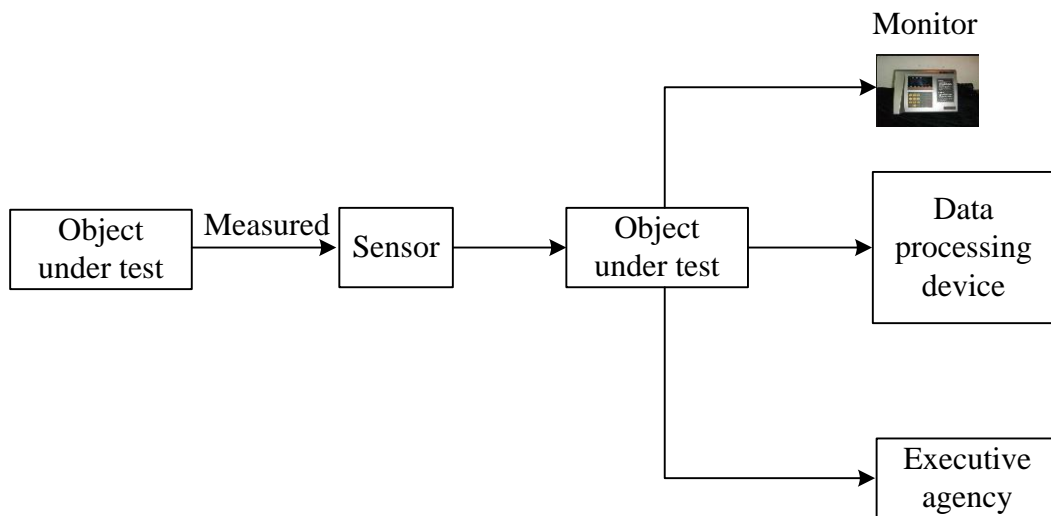 Monitor
Object
under test
Measured
Sensor
Object
under test
Data
processing
device
Executive
agency